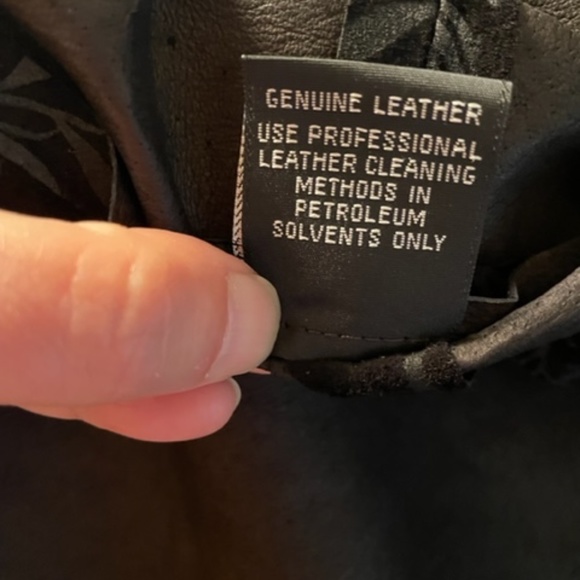 GENUINE LEATHER
USE PROFESSIONAL
LEATHER CLEANING
METHODS IN
PETROLEUM
SOLVENTS ONLY